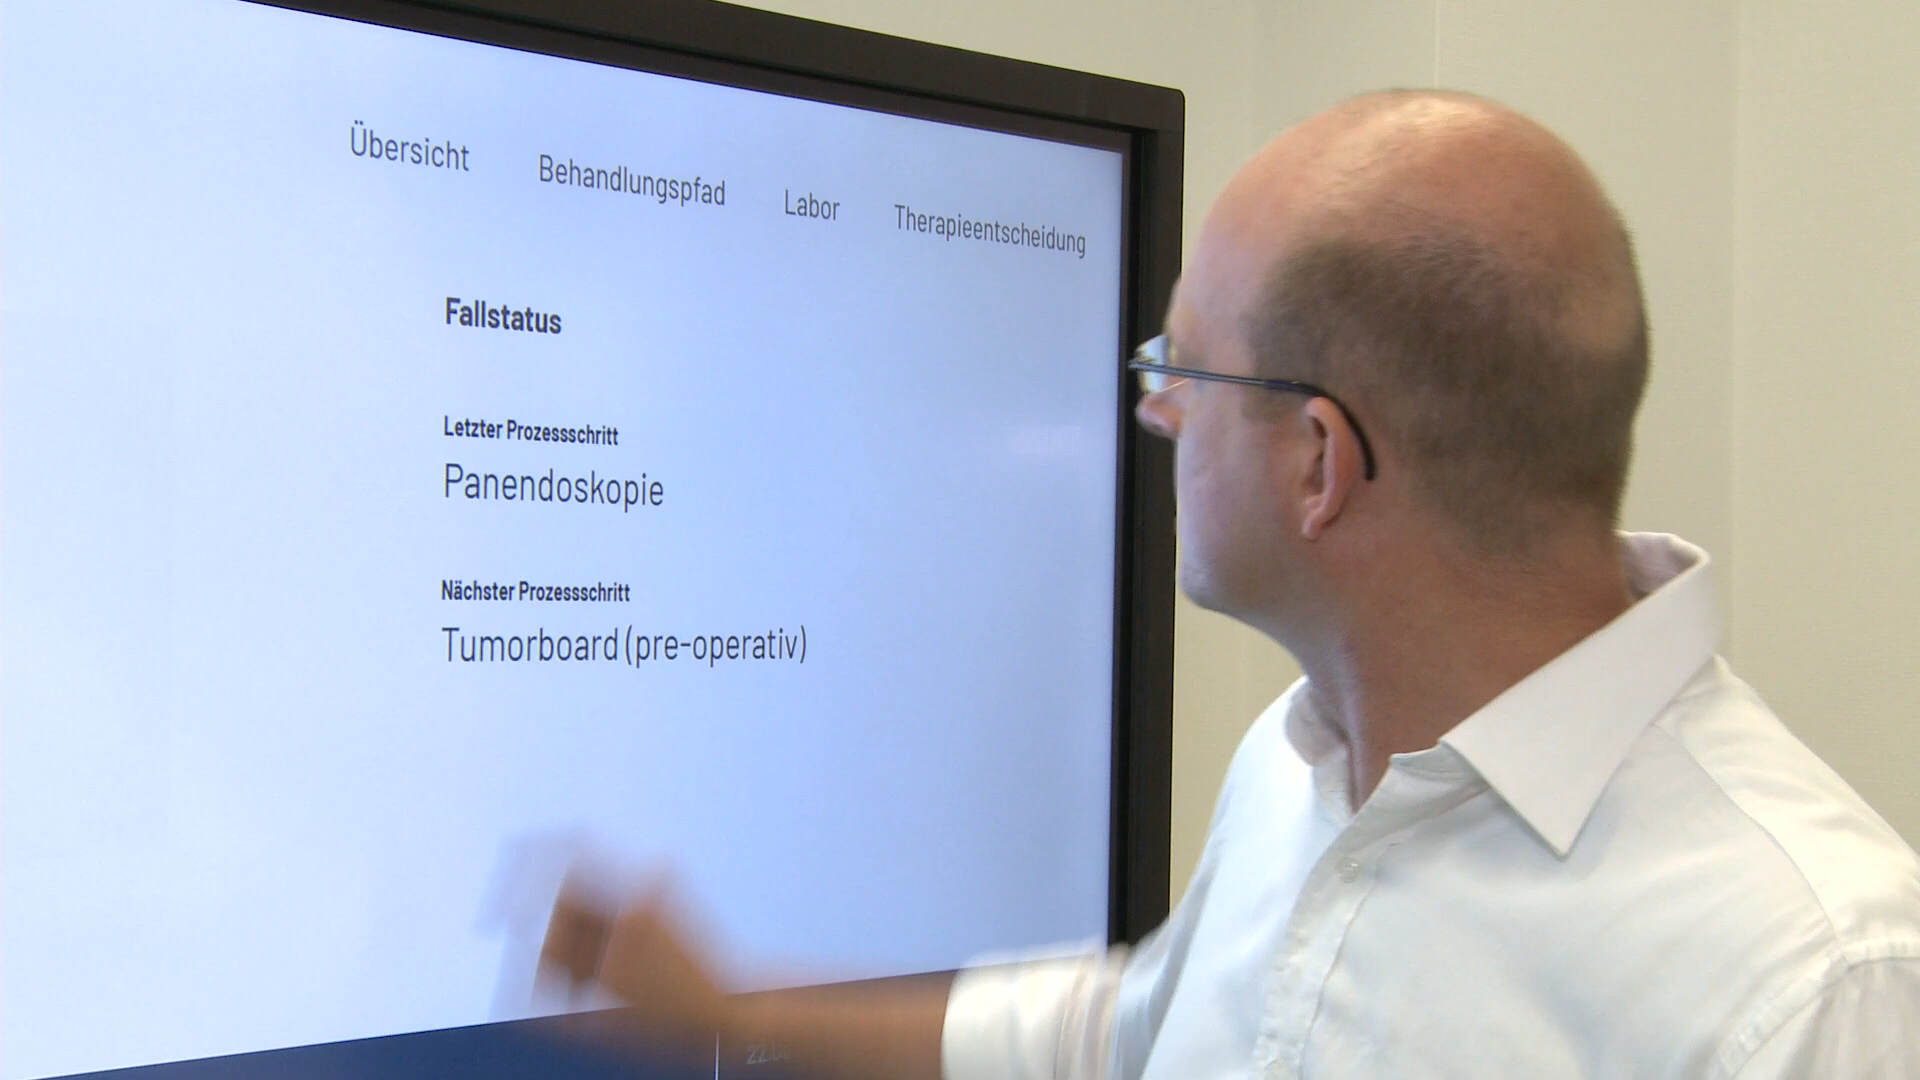 Übersicht Behandlungspfad Labor Therapieentscheidung
Fallstatus
Letzter Prozessschritt
Panendoskopie
Nächster Prozessschritt
Tumorboard (pre-operativ)